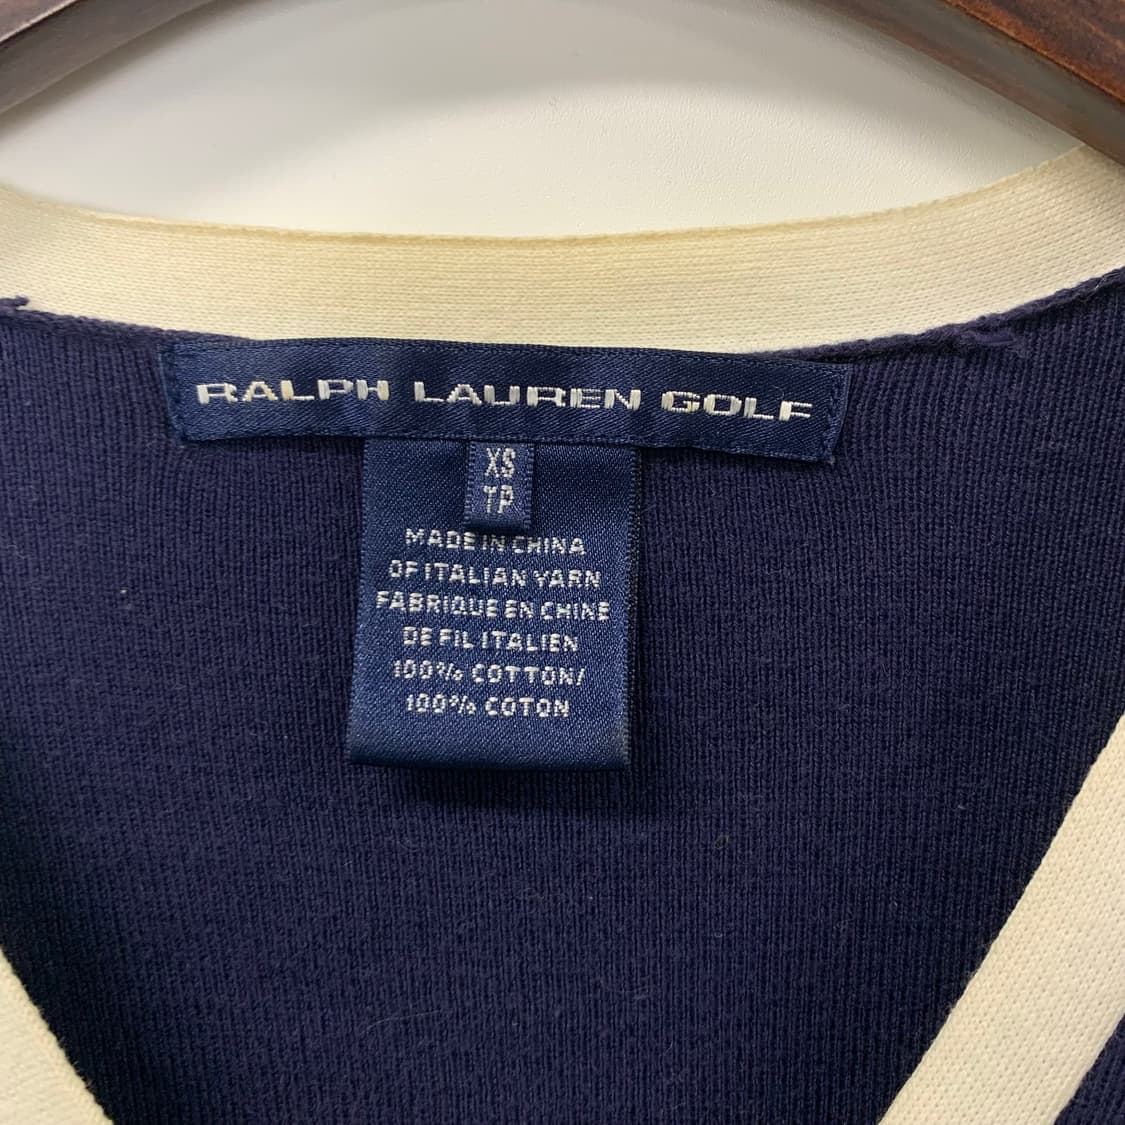 RALPH LAUREN GOLF
XS
TP
MADE IN CHINA
OF ITALIAN YARN
FABRIQUE EN CHINE
DE FIL ITALIEN
100% COTTON/
100% COTON